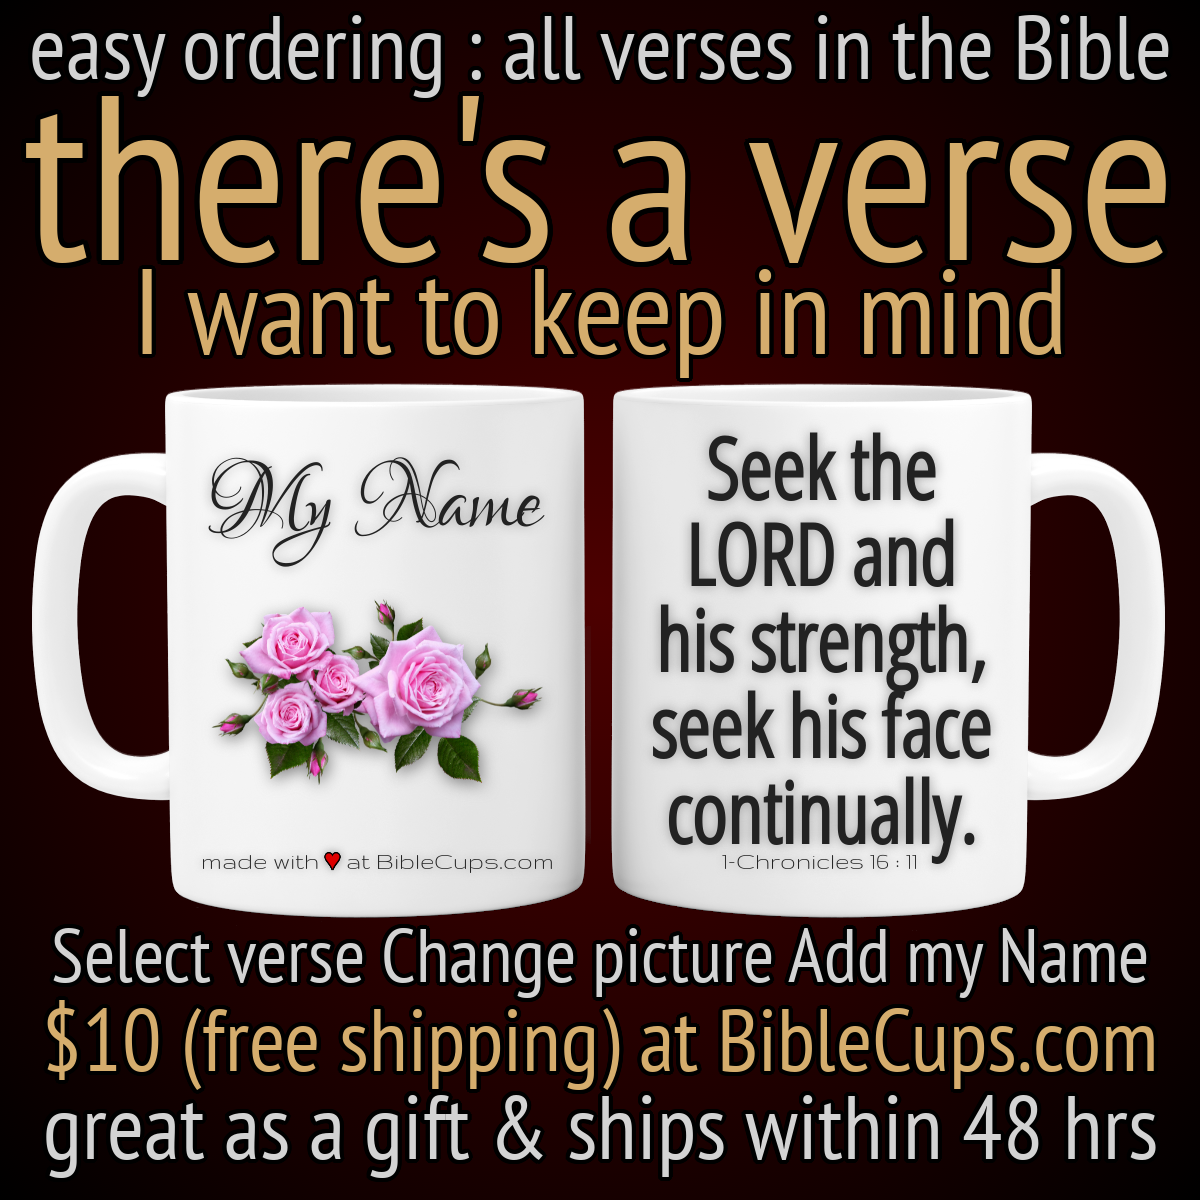 easy ordering : all verses in the Bible
there's a verse
I want to keep in mind
My Name
made with ♥ at BibleCups.com
Seek the
LORD and
his strength,
seek his face
continually.
1-Chronicles 16 : 11
Select verse Change picture Add my Name
$10 (free shipping) at BibleCups.com
great as a gift & ships within 48 hrs